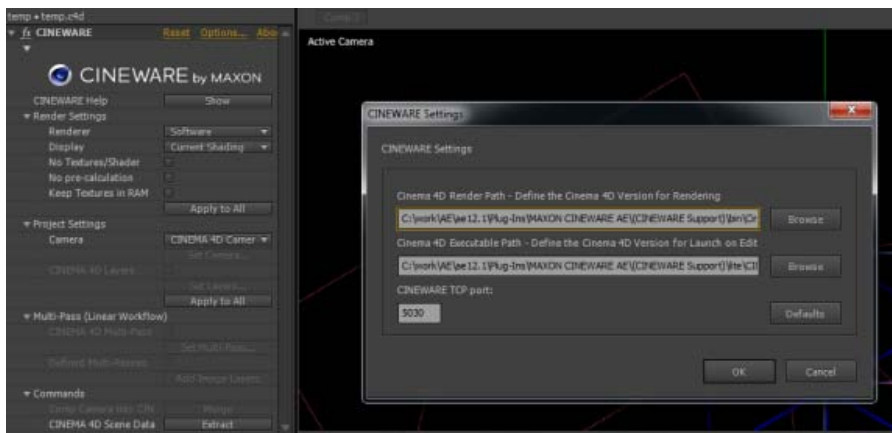 temp • temp.c4d
fx CINEWARE Reset Options... Abo
CINEWARE by MAXON
CINEWARE Help Show
Render Settings
Renderer Software
Display Current Shading
No Textures/Shader
No pre-calculation
Keep Textures in RAM
Apply to All
Project Settings
Camera CINEMA 4D Camer
Set Camera...
CINEMA 4D Layers
Set Layers...
Apply to All
Multi-Pass (Linear Workflow)
CINEMA 4D Multi-Pass
Set Multi-Pass...
Defined Multi-Passes
Add Image Layers
Commands
Comp Camera into CIN Merge
CINEMA 4D Scene Data Extract
Active Camera
CINEWARE Settings
CINEWARE Settings
Cinema 4D Render Path - Define the Cinema 4D Version for Rendering
C:\work\AE\ae12.1\Plug-Ins\MAXON CINEWARE AE\(CINEWARE Support)\bin\Cin
Browse
Cinema 4D Executable Path - Define the Cinema 4D Version for Launch on Edit
C:\work\AE\ae12.1\Plug-Ins\MAXON CINEWARE AE\(CINEWARE Support)\lite\CII
Browse
CINEWARE TCP port:
5030
Defaults
OK Cancel